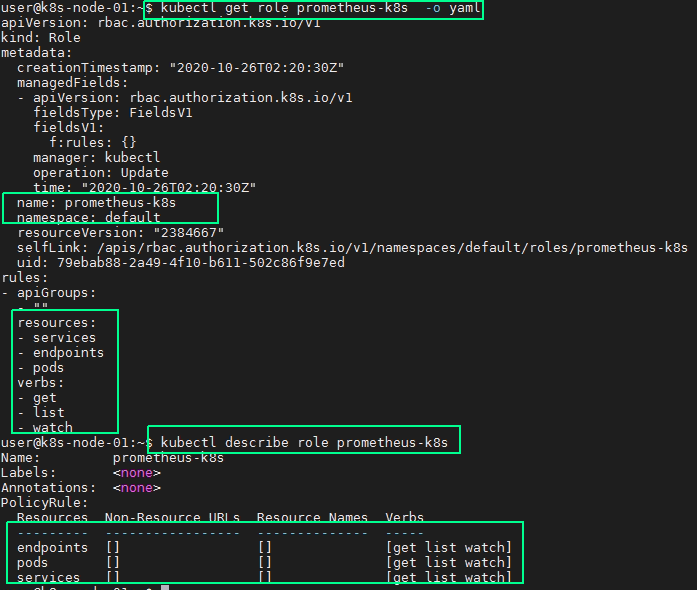 user@k8s-node-01:~$ kubectl get role prometheus-k8s  -o yaml
apiVersion: rbac.authorization.k8s.io/v1
kind: Role
metadata:
  creationTimestamp: "2020-10-26T02:20:30Z"
  managedFields:
  - apiVersion: rbac.authorization.k8s.io/v1
    fieldsType: FieldsV1
    fieldsV1:
      f:rules: {}
    manager: kubectl
    operation: Update
    time: "2020-10-26T02:20:30Z"
  name: prometheus-k8s
  namespace: default
  resourceVersion: "2384667"
  selfLink: /apis/rbac.authorization.k8s.io/v1/namespaces/default/roles/prometheus-k8s
  uid: 79ebab88-2a49-4f10-b611-502c86f9e7ed
rules:
- apiGroups:
  - ""
  resources:
  - services
  - endpoints
  - pods
  verbs:
  - get
  - list
  - watch
user@k8s-node-01:~$ kubectl describe role prometheus-k8s
Name:         prometheus-k8s
Labels:       <none>
Annotations:  <none>
PolicyRule:
  Resources  Non-Resource URLs  Resource Names  Verbs
  ---------  -----------------  --------------  -----
  endpoints  []                 []              [get list watch]
  pods       []                 []              [get list watch]
  services   []                 []              [get list watch]